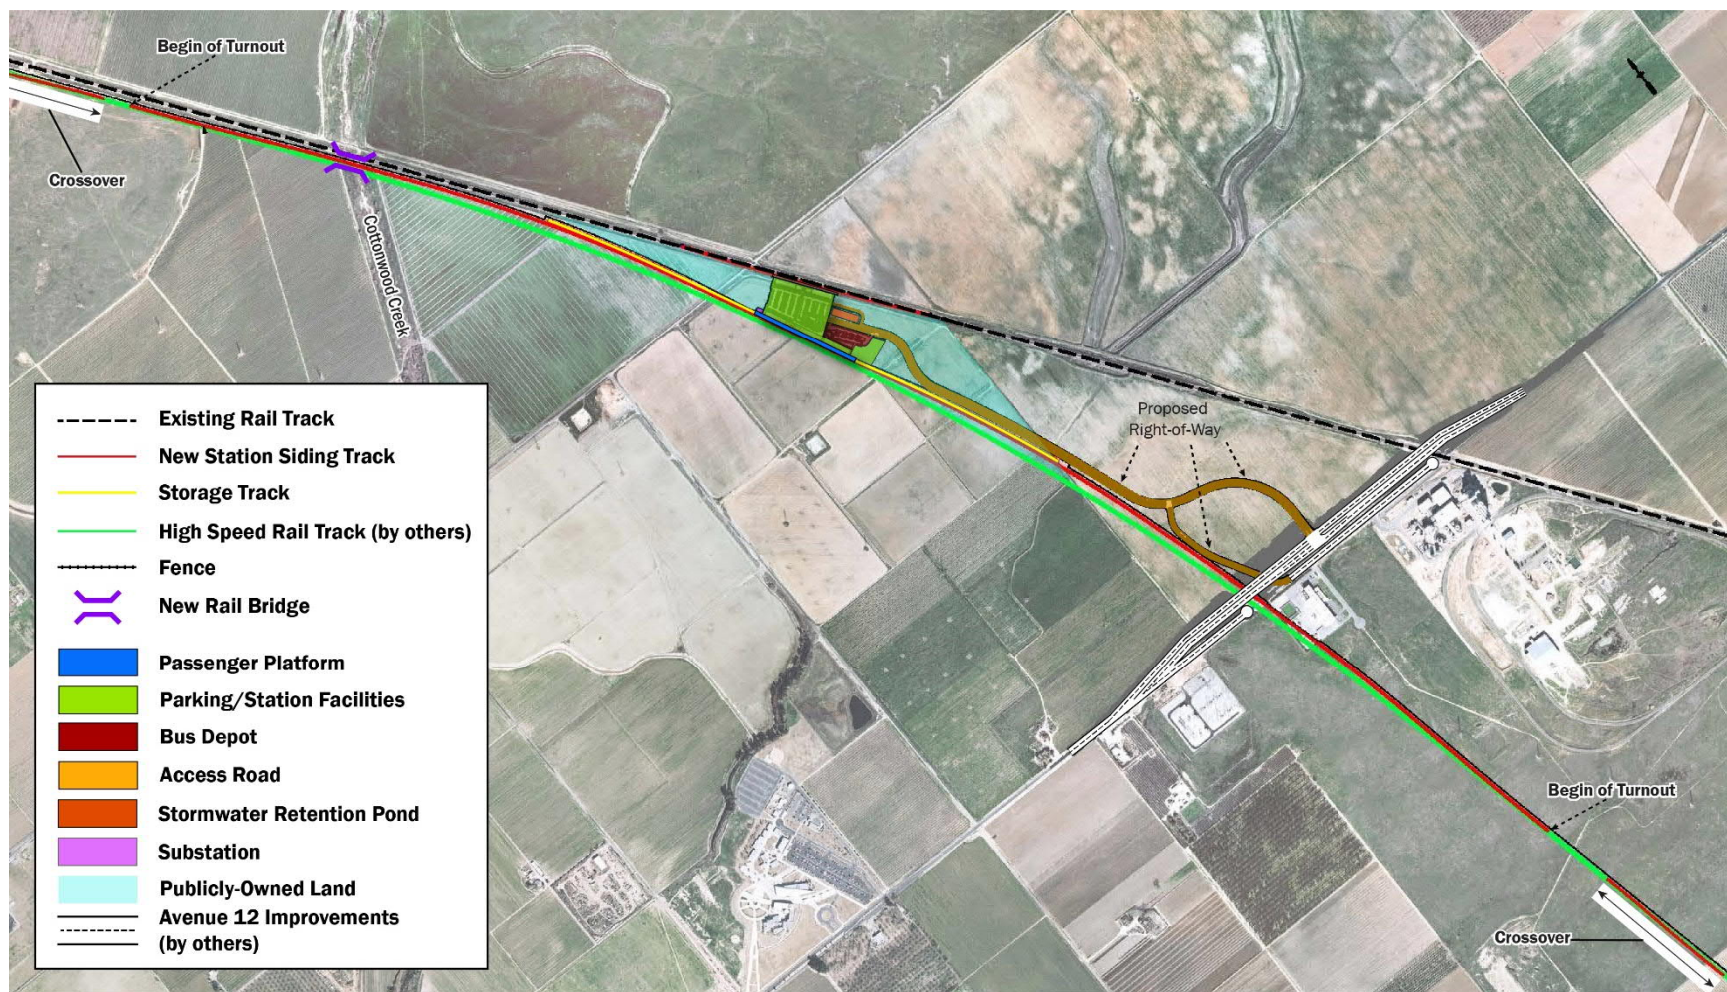 Begin of Turnout
Crossover
Cottonwood Creek
Proposed
Right-of-Way
Existing Rail Track
New Station Siding Track
Storage Track
High Speed Rail Track (by others)
Fence
New Rail Bridge
Passenger Platform
Parking/Station Facilities
Bus Depot
Access Road
Stormwater Retention Pond
Substation
Publicly-Owned Land
Avenue 12 Improvements
(by others)
Begin of Turnout
Crossover